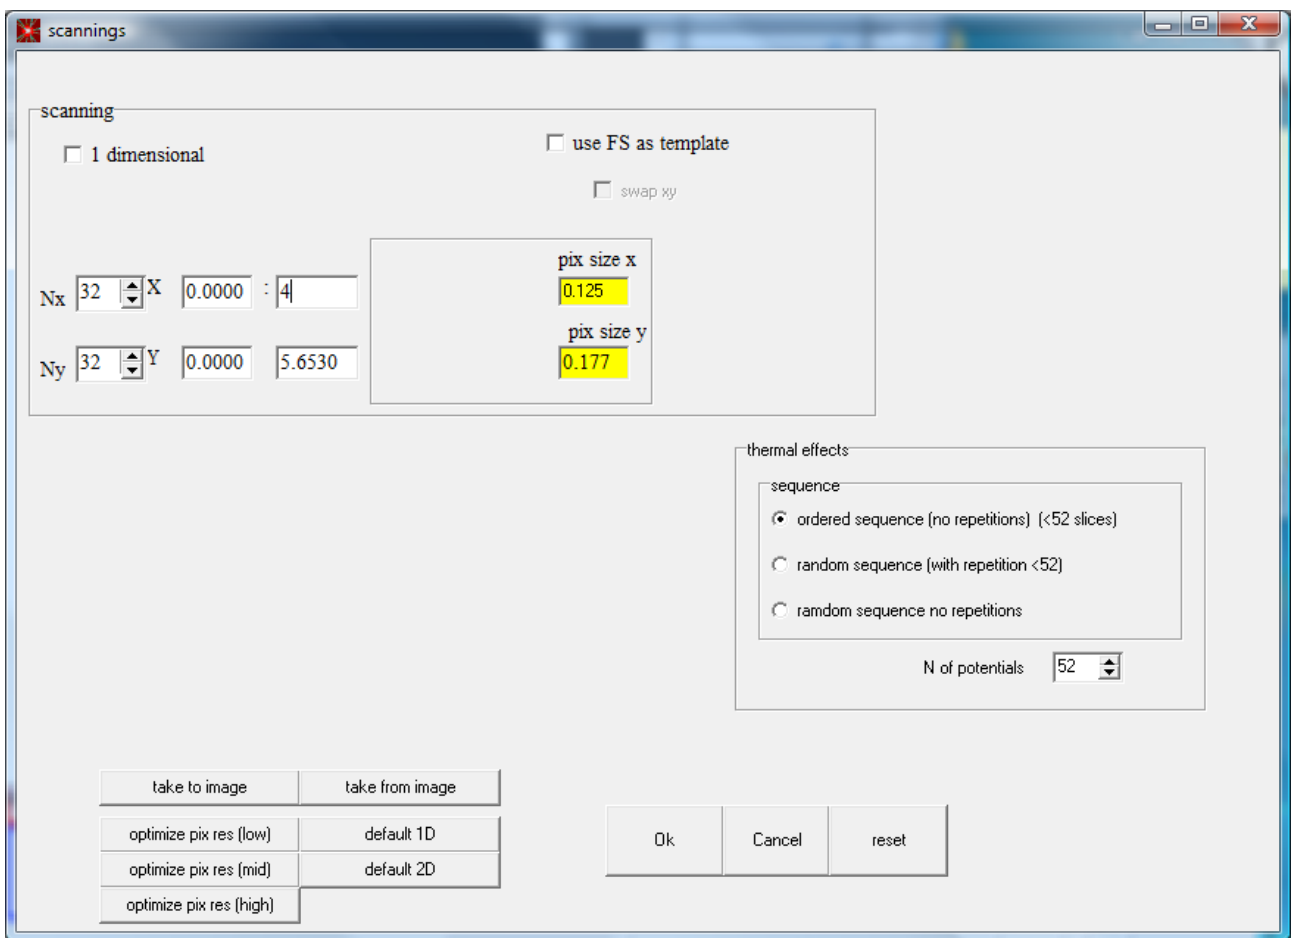 scannings
scanning
1 dimensional
use FS as template
swap xy
pix size x
Nx 32 X 0.0000 : 4 0.125
pix size y
Ny 32 Y 0.0000 5.6530 0.177
thermal effects
sequence
ordered sequence (no repetitions) (<52 slices)
random sequence (with repetition <52)
ramdom sequence no repetitions
N of potentials 52
take to image take from image
optimize pix res (low) default 1D
optimize pix res (mid) default 2D
optimize pix res (high)
Ok Cancel reset